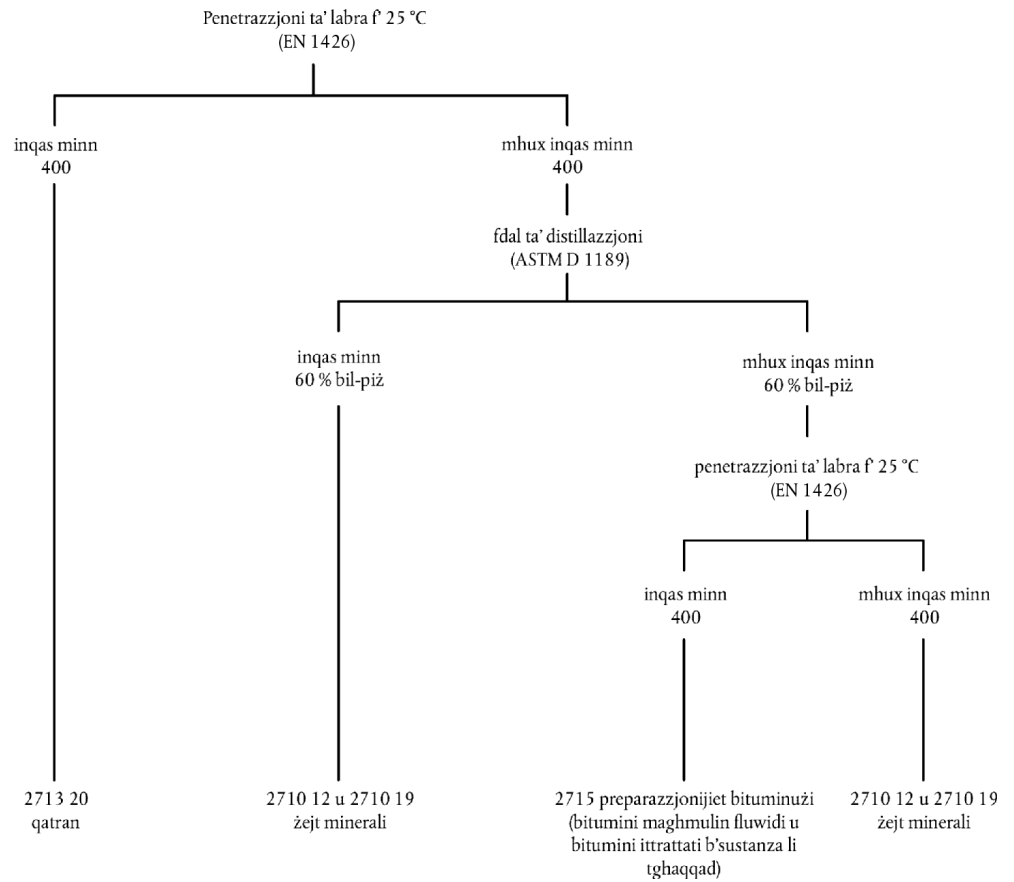 Penetrazzjoni ta’ labra f’ 25 °C
(EN 1426)
inqas minn
400
mhux inqas minn
400
fdal ta’ distillazzjoni
(ASTM D 1189)
inqas minn
60 % bil-piż
mhux inqas minn
60 % bil-piż
penetrazzjoni ta’ labra f’ 25 °C
(EN 1426)
inqas minn
400
mhux inqas minn
400
2713 20
qatran
2710 12 u 2710 19
żejt minerali
2715 preparazzjonijiet bituminużi
(bitumini maghmulin fluwidi u
bitumini ittrattati b’sustanza li
tghaqqad)
2710 12 u 2710 19
żejt minerali